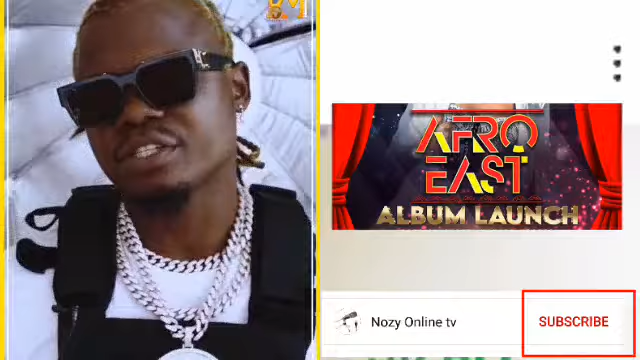 AFRO
EAST
ALBUM LAUNCH
Nozy Online tv
SUBSCRIBE